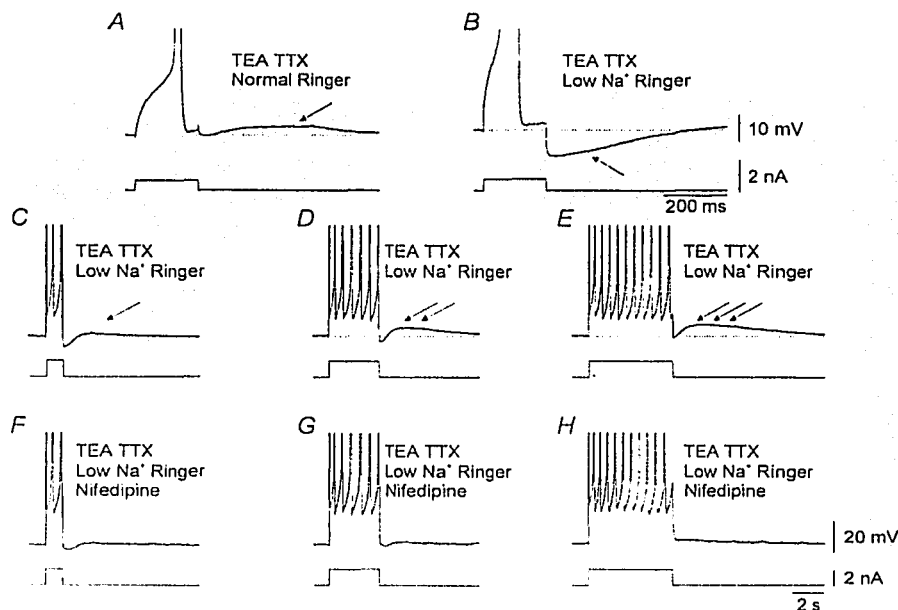 A
TEA TTX
Normal Ringer
B
TEA TTX
Low Na⁺ Ringer
10 mV
2 nA
200 ms
C
TEA TTX
Low Na⁺ Ringer
D
TEA TTX
Low Na⁺ Ringer
E
TEA TTX
Low Na⁺ Ringer
F
TEA TTX
Low Na⁺ Ringer
Nifedipine
G
TEA TTX
Low Na⁺ Ringer
Nifedipine
H
TEA TTX
Low Na⁺ Ringer
Nifedipine
20 mV
2 nA
2 s